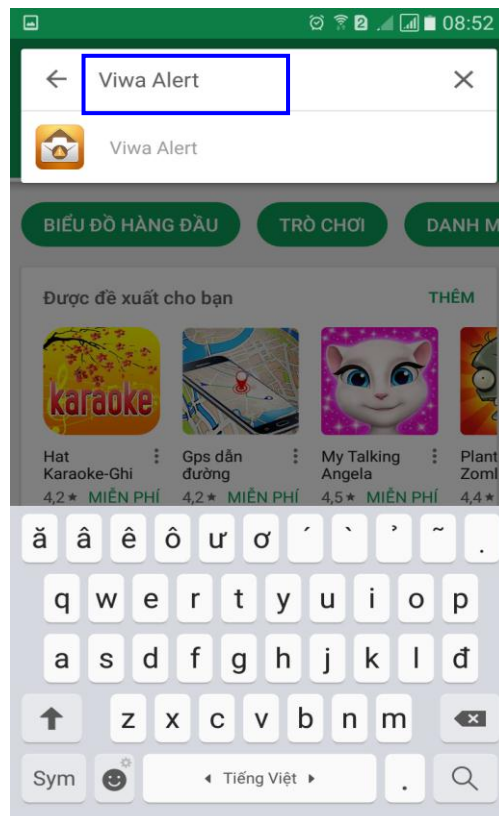 2 08:52
Viwa Alert
Viwa Alert
BIỂU ĐỒ HÀNG ĐẦU TRÒ CHƠI DANH M
Được đề xuất cho bạn THÊM
karaoke
Hat Gps dẫn My Talking Plant
Karaoke-Ghi đường Angela Zoml
4,2★ MIỄN PHÍ 4,2★ MIỄN PHÍ 4,5★ MIỄN PHÍ 4,4★
ă â ê ô ư ơ ´ ` ̉ ~ .
q w e r t y u i o p
a s d f g h j k l đ
z x c v b n m
Sym Tiếng Việt .